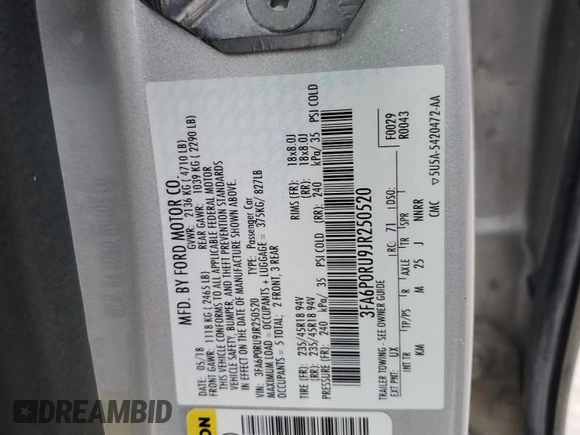 MFD. BY FORD MOTOR CO.
DATE: 05/18
GVWR: 2136 KG ( 4710 LB)
FRONT GAWR: 1118 KG ( 2465 LB)
REAR GAWR: 1039 KG ( 2290 LB)
THIS VEHICLE CONFORMS TO ALL APPLICABLE FEDERAL MOTOR
VEHICLE SAFETY, BUMPER, AND THEFT PREVENTION STANDARDS
IN EFFECT ON THE DATE OF MANUFACTURE SHOWN ABOVE.
VIN: 3FA6P0RU9JR250520
TYPE: Passenger Car
MAXIMUM LOAD = OCCUPANTS + LUGGAGE = 375KG/ 827LB
OCCUPANTS = 5 TOTAL: 2 FRONT, 3 REAR
TIRE (FR): 235/45R18 94V
RIMS (FR): 18x8.0J
(RR): 235/45R18 94V
(RR): 18x8.0J
PRESSURE (FR): 240 kPa/ 35 PSI COLD
(RR): 240 kPa/ 35 PSI COLD
3FA6P0RU9JR250520
F0029
R0043
TRAILER TOWING - SEE OWNER GUIDE
EXT PNT: UX
RC: 71
DSO:
INT TR
TP/PS
R
AXLE
TR
SPR
KM
M
25
J
NNRR
CMC
▽5U5A-5420472-AA
DREAMBID